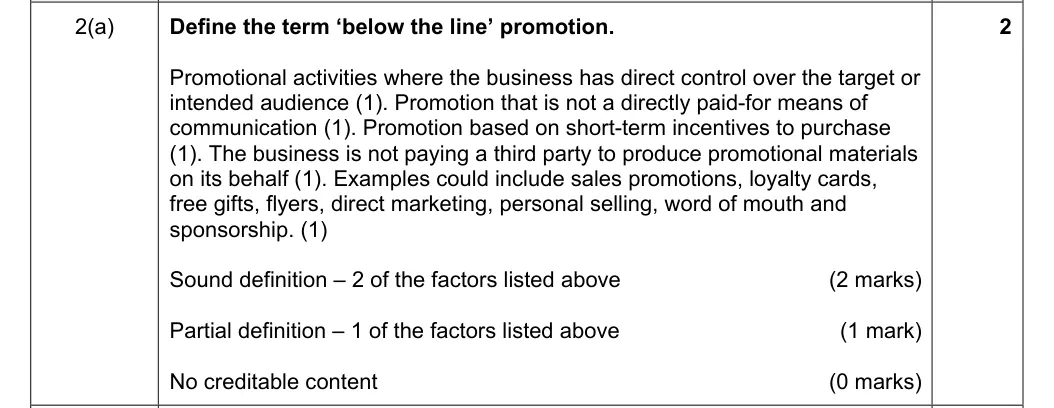 2(a) Define the term ‘below the line’ promotion. 2
Promotional activities where the business has direct control over the target or
intended audience (1). Promotion that is not a directly paid-for means of
communication (1). Promotion based on short-term incentives to purchase
(1). The business is not paying a third party to produce promotional materials
on its behalf (1). Examples could include sales promotions, loyalty cards,
free gifts, flyers, direct marketing, personal selling, word of mouth and
sponsorship. (1)
Sound definition – 2 of the factors listed above (2 marks)
Partial definition – 1 of the factors listed above (1 mark)
No creditable content (0 marks)